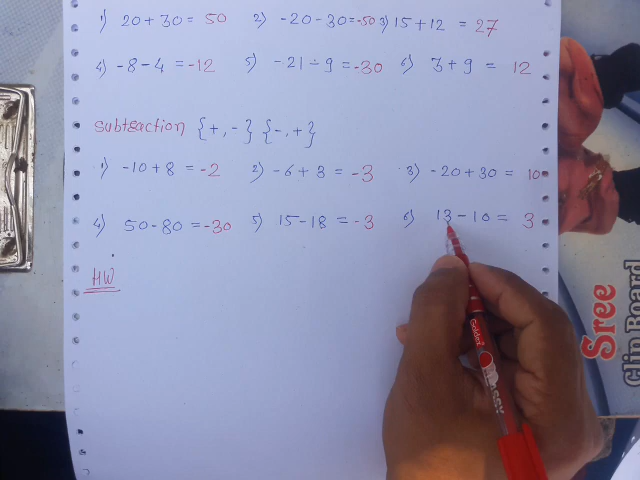 1) 20 + 30 = 50 2) -20 - 30 = -50 3) 15 + 12 = 27
4) -8 - 4 = -12 5) -21 ÷ 9 = -30 6) 3 + 9 = 12
subtraction {+, -} {-, +}
1) -10 + 8 = -2 2) -6 + 3 = -3 3) -20 + 30 = 10
4) 50 - 80 = -30 5) 15 - 18 = -3 6) 13 - 10 = 3
HW
Sree
Clip Board